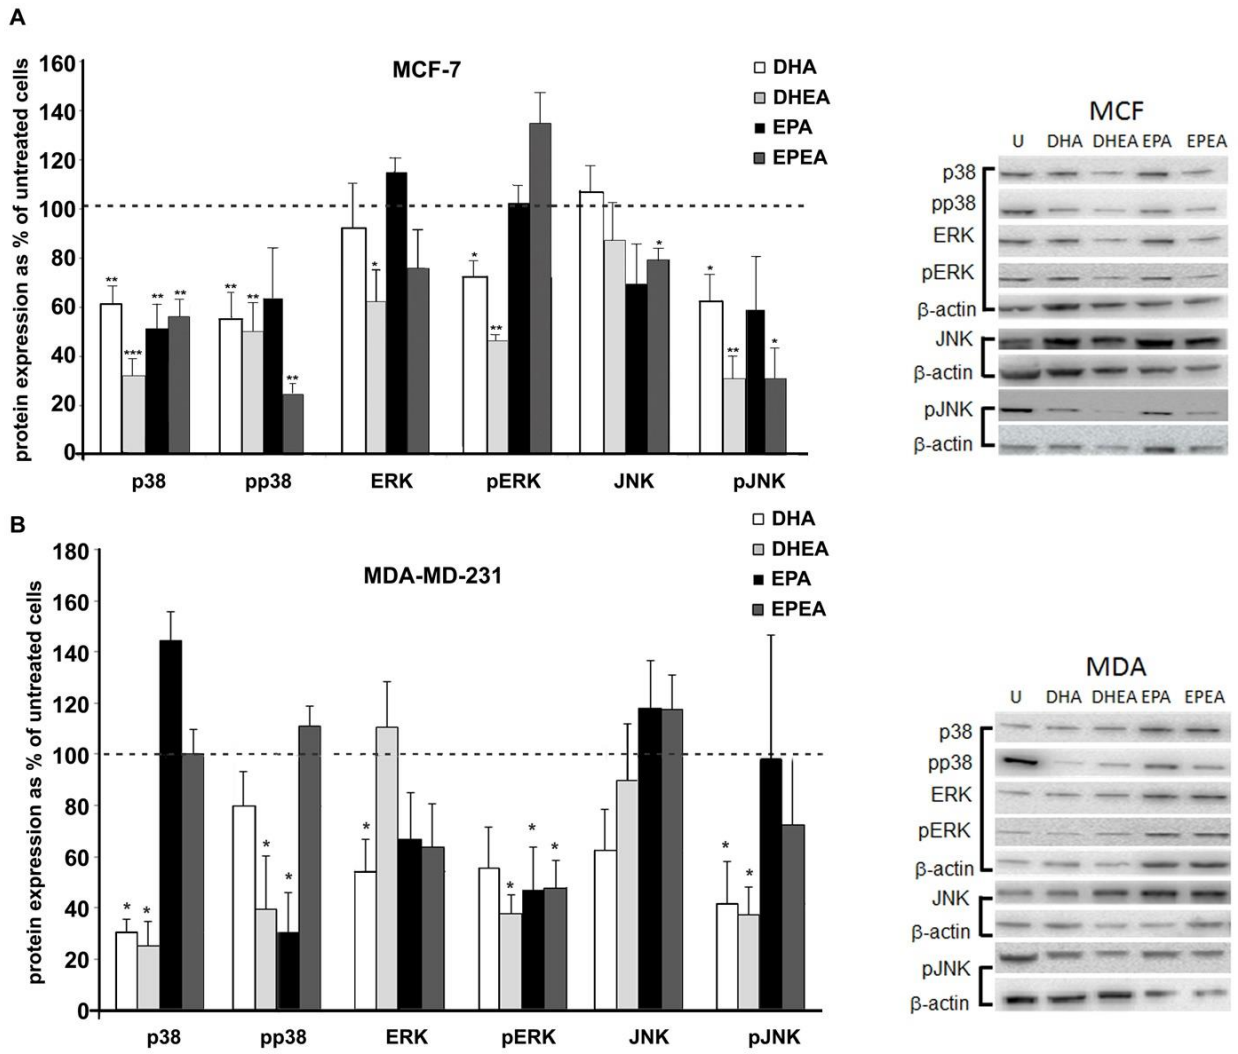 A
protein expression as % of untreated cells
160
140
120
100
80
60
40
20
0
MCF-7
DHA
DHEA
EPA
EPEA
** *** ** **
** ** **
*
* **
*
* ** *
p38 pp38 ERK pERK JNK pJNK
MCF
U DHA DHEA EPA EPEA
p38
pp38
ERK
pERK
β-actin
JNK
β-actin
pJNK
β-actin
B
protein expression as % of untreated cells
180
160
140
120
100
80
60
40
20
0
MDA-MD-231
DHA
DHEA
EPA
EPEA
* *
* *
*
* * *
* *
p38 pp38 ERK pERK JNK pJNK
MDA
U DHA DHEA EPA EPEA
p38
pp38
ERK
pERK
β-actin
JNK
β-actin
pJNK
β-actin